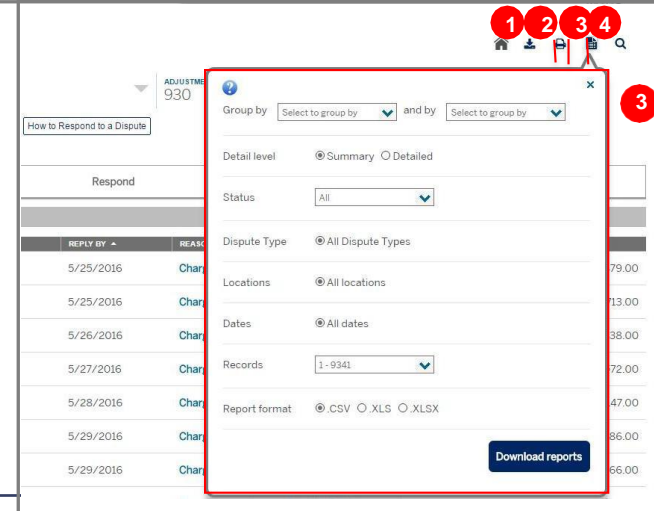 1 2 3 4
ADJUSTME
930
?
×
3
Group by Select to group by and by Select to group by
How to Respond to a Dispute
Detail level Summary Detailed
Respond
Status All
REPLY BY REASO
Dispute Type All Dispute Types
5/25/2016 Charg 79.00
Locations All locations
5/25/2016 Charg 713.00
Dates All dates
5/26/2016 Charg 38.00
Records 1 - 9341
5/27/2016 Charg 72.00
5/28/2016 Charg 47.00
Report format .CSV .XLS .XLSX
5/29/2016 Charg 86.00
Download reports
5/29/2016 Charg 66.00